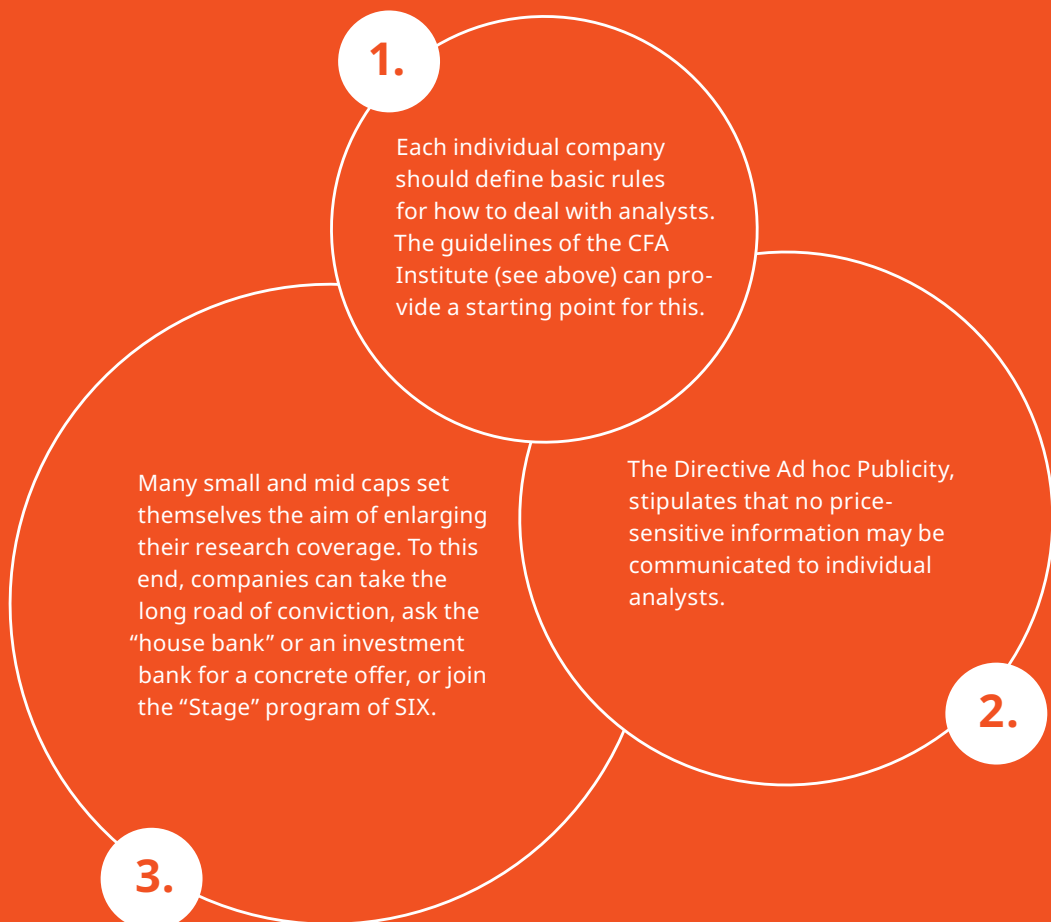 1.
Each individual company
should define basic rules
for how to deal with analysts.
The guidelines of the CFA
Institute (see above) can pro-
vide a starting point for this.
The Directive Ad hoc Publicity,
stipulates that no price-
sensitive information may be
communicated to individual
analysts.
2.
Many small and mid caps set
themselves the aim of enlarging
their research coverage. To this
end, companies can take the
long road of conviction, ask the
“house bank” or an investment
bank for a concrete offer, or join
the “Stage” program of SIX.
3.